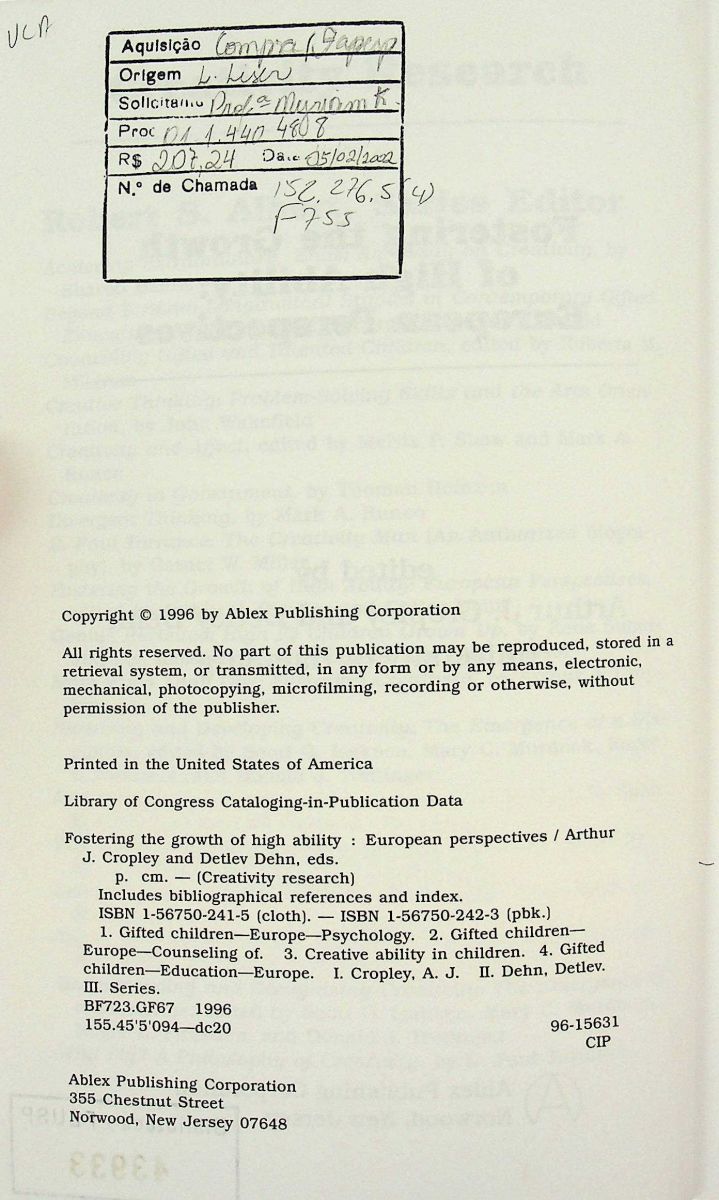 VCA
Aquisição Compra / Fapesp
Origem L. Liser
Solicitante Prof.ª Muriam K.
Proc 01 1.440 4808
R$ 207,24 Data 05/02/2002
N.º de Chamada 152.276.5(4)
F755
Copyright © 1996 by Ablex Publishing Corporation
All rights reserved. No part of this publication may be reproduced, stored in a
retrieval system, or transmitted, in any form or by any means, electronic,
mechanical, photocopying, microfilming, recording or otherwise, without
permission of the publisher.
Printed in the United States of America
Library of Congress Cataloging-in-Publication Data
Fostering the growth of high ability : European perspectives / Arthur
J. Cropley and Detlev Dehn, eds.
p. cm. — (Creativity research)
Includes bibliographical references and index.
ISBN 1-56750-241-5 (cloth). — ISBN 1-56750-242-3 (pbk.)
1. Gifted children—Europe—Psychology. 2. Gifted children—
Europe—Counseling of. 3. Creative ability in children. 4. Gifted
children—Education—Europe. I. Cropley, A. J. II. Dehn, Detlev.
III. Series.
BF723.GF67 1996
155.45'5'094—dc20 96-15631
CIP
Ablex Publishing Corporation
355 Chestnut Street
Norwood, New Jersey 07648
43933